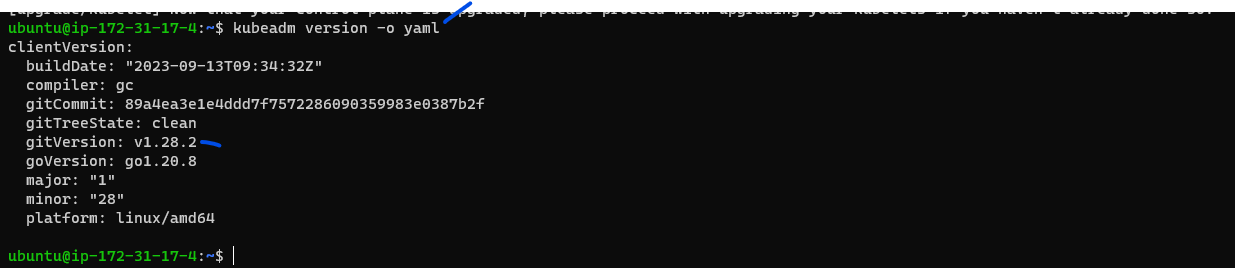 ubuntu@ip-172-31-17-4:~$ kubeadm version -o yaml
clientVersion:
  buildDate: "2023-09-13T09:34:32Z"
  compiler: gc
  gitCommit: 89a4ea3e1e4ddd7f7572286090359983e0387b2f
  gitTreeState: clean
  gitVersion: v1.28.2
  goVersion: go1.20.8
  major: "1"
  minor: "28"
  platform: linux/amd64
ubuntu@ip-172-31-17-4:~$